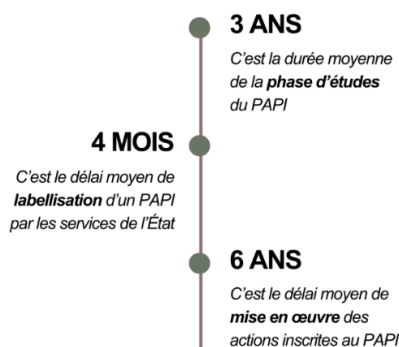 3 ANS
C'est la durée moyenne
de la phase d'études
du PAPI
4 MOIS
C'est le délai moyen de
labellisation d'un PAPI
par les services de l'État
6 ANS
C'est le délai moyen de
mise en œuvre des
actions inscrites au PAPI